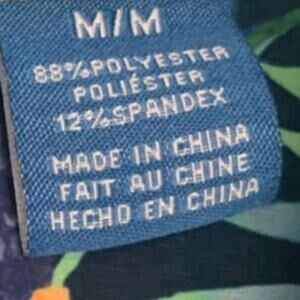 M/M
88%POLYESTER
POLIÉSTER
12%SPANDEX
MADE IN CHINA
FAIT AU CHINE
HECHO EN CHINA